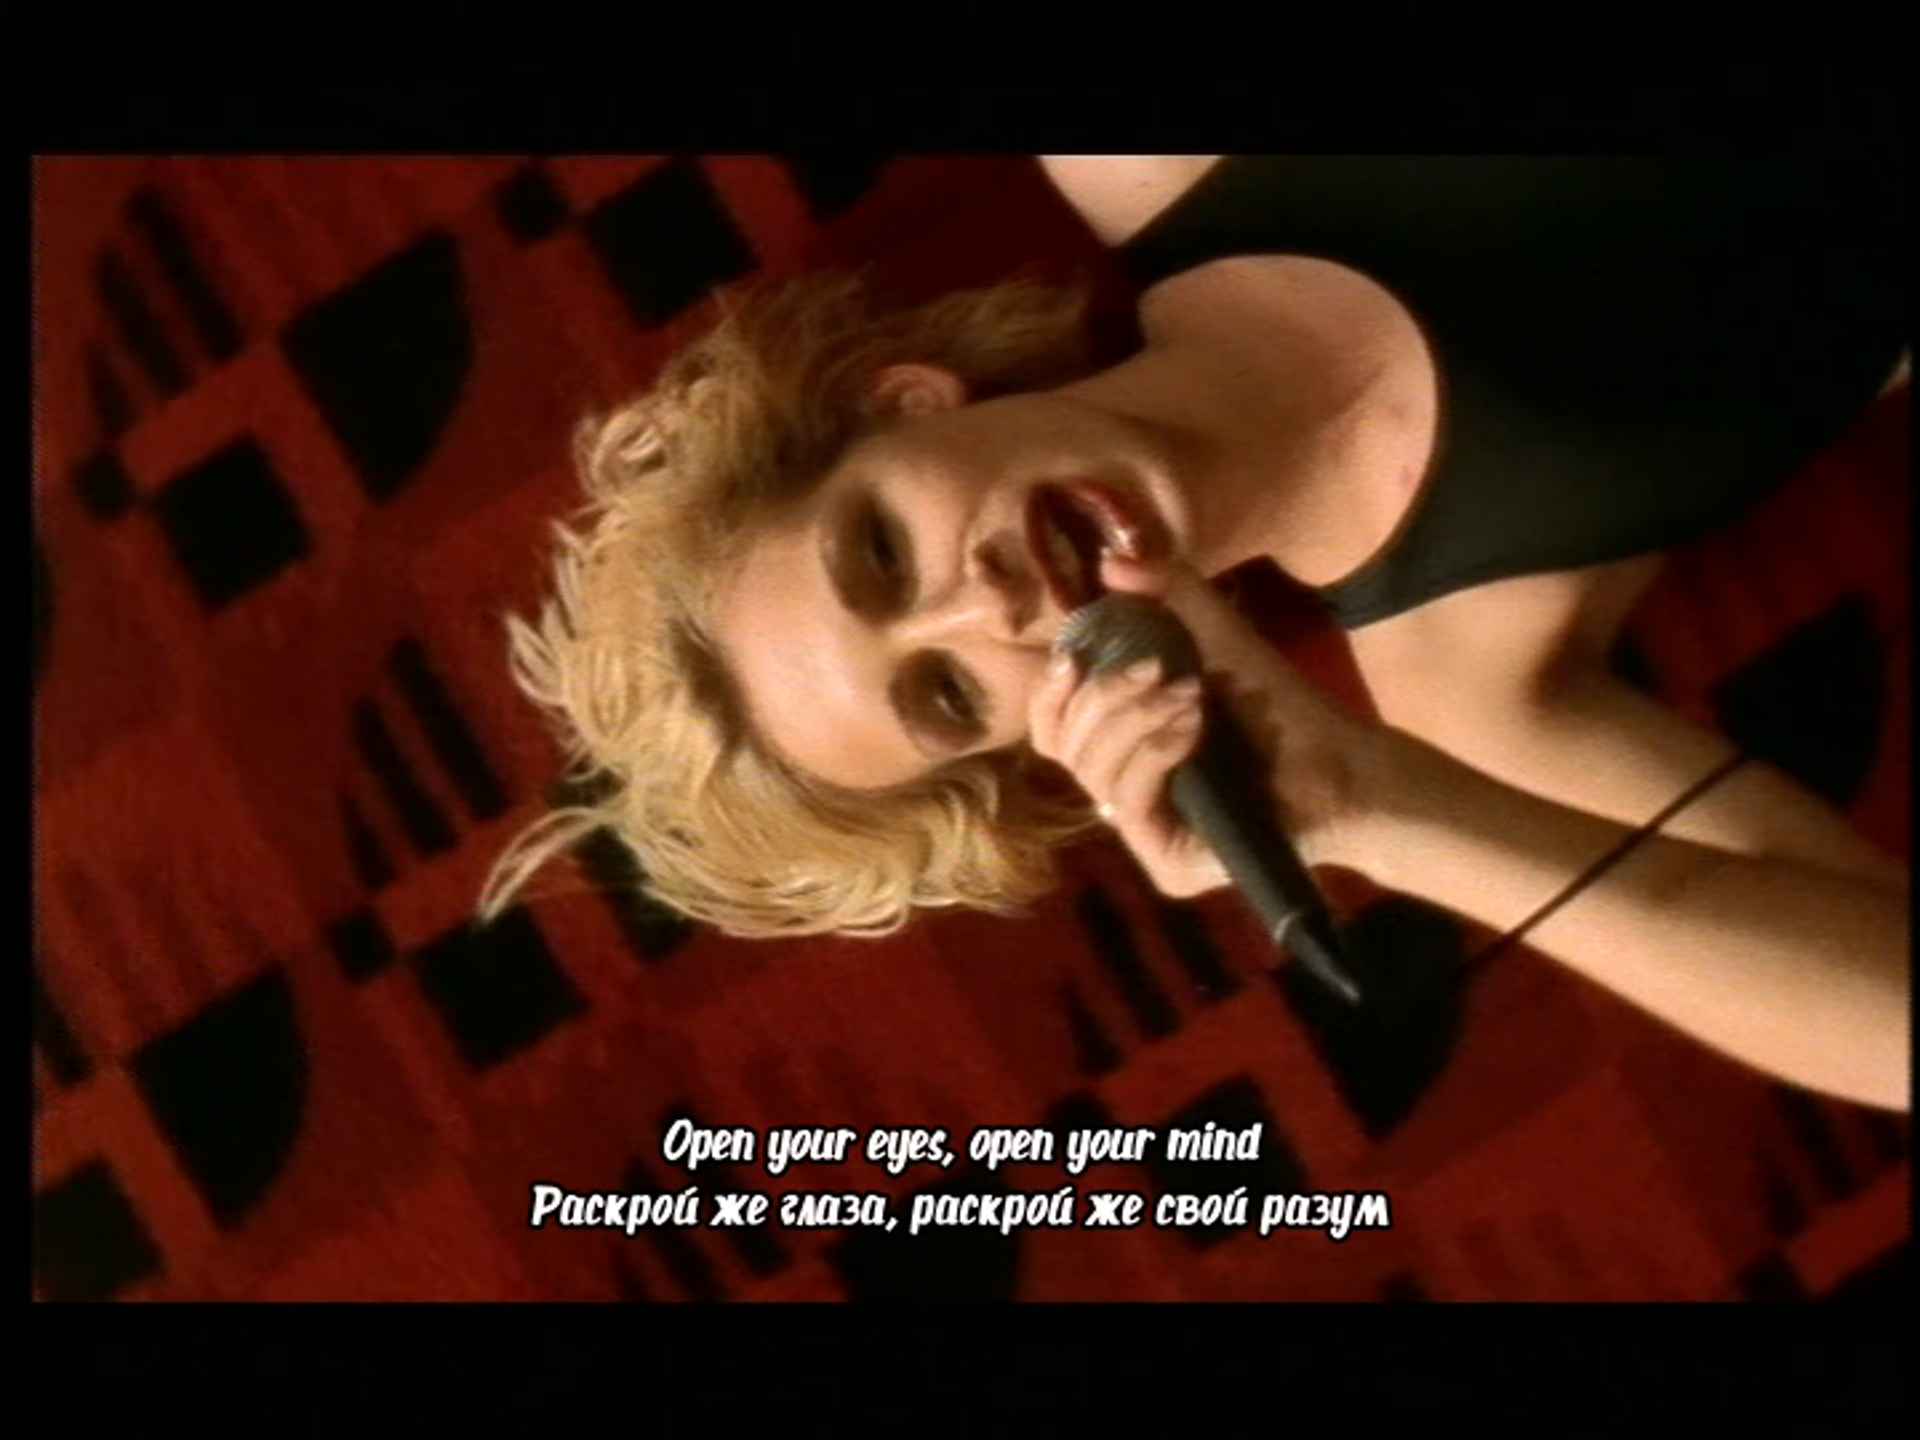 Open your eyes, open your mind
Раскрой же глаза, раскрой же свой разум